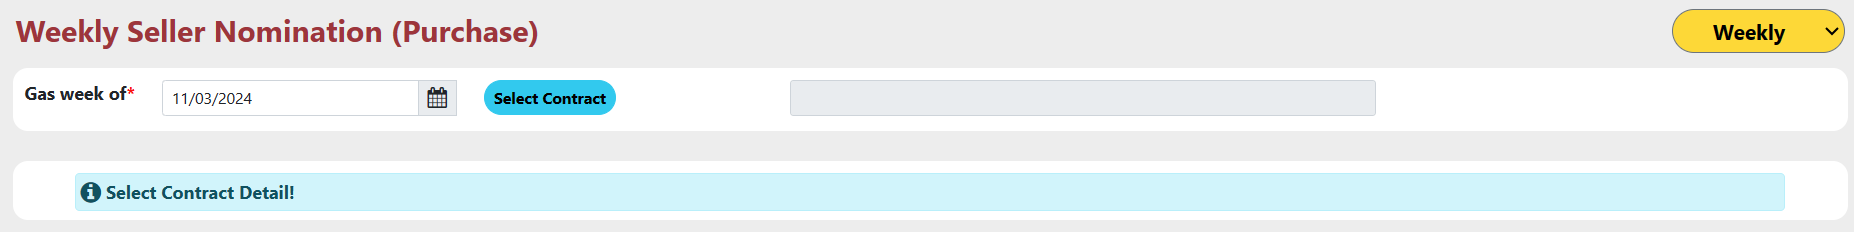 Weekly Seller Nomination (Purchase)
Weekly
Gas week of*
11/03/2024
Select Contract
Select Contract Detail!